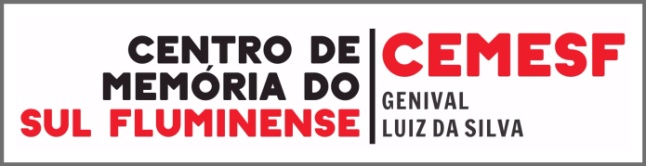 CENTRO DE
MEMÓRIA DO
SUL FLUMINENSE
CEMESF
GENIVAL
LUIZ DA SILVA